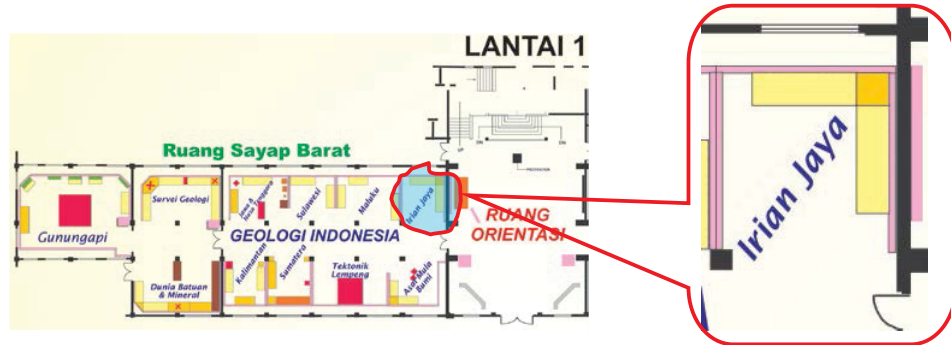 LANTAI 1
Ruang Sayap Barat
Survei Geologi
Jawa &
Nusa Tenggara
Sulawesi
Maluku
Irian Jaya
Gunungapi
GEOLOGI INDONESIA
RUANG
ORIENTASI
Kalimantan
Sumatera
Tektonik
Lempeng
Asal Mula
Bumi
Dunia Batuan
& Mineral
Irian Jaya